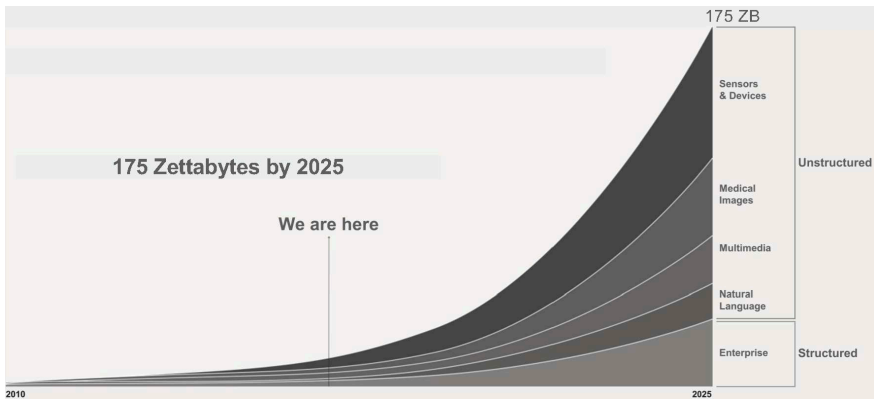 175 ZB
Sensors
& Devices
175 Zettabytes by 2025
Unstructured
Medical
Images
We are here
Multimedia
Natural
Language
Enterprise
Structured
2010
2025